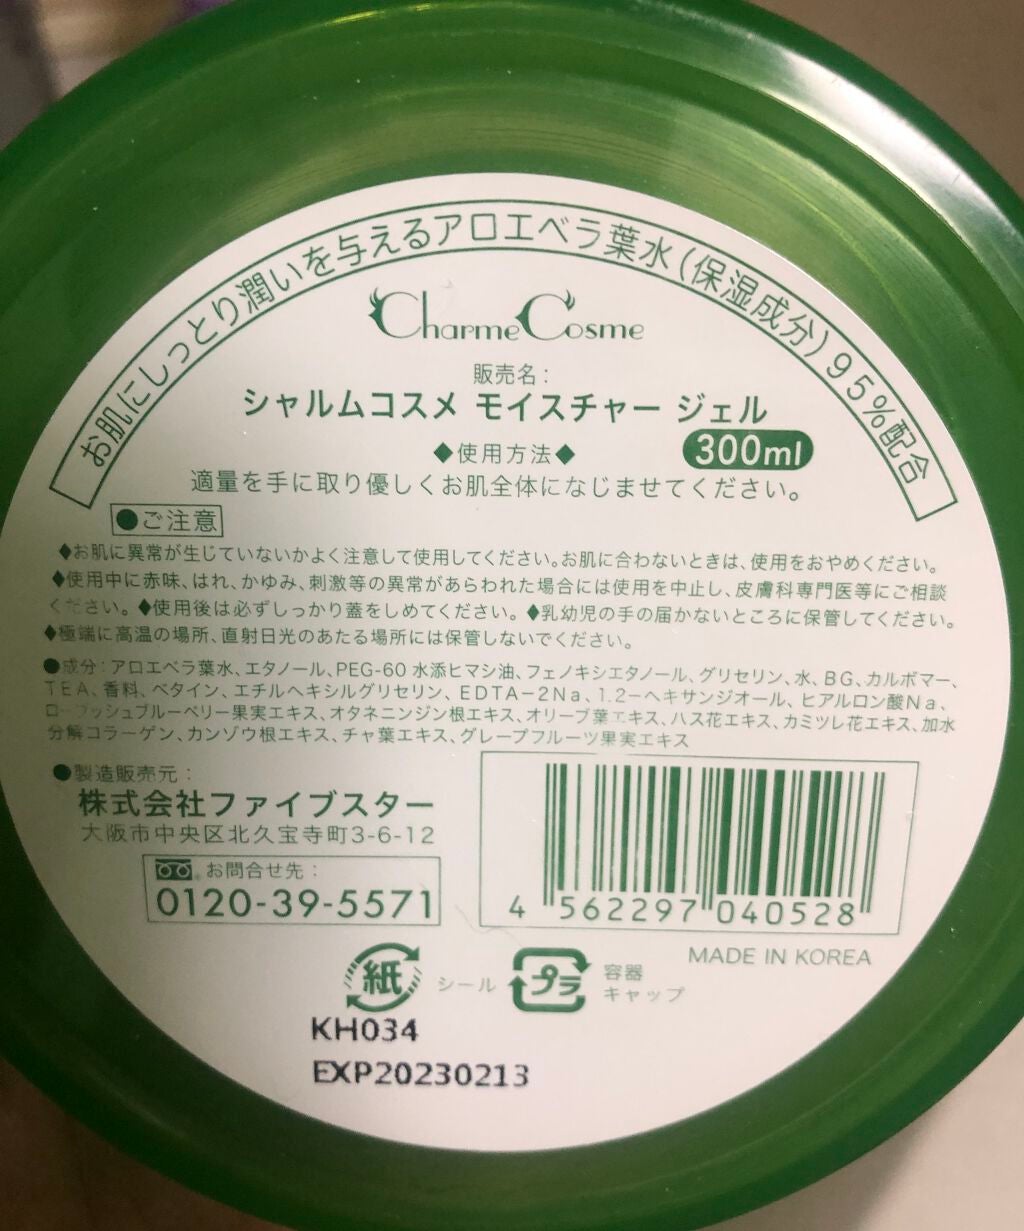 お肌にしっとり潤いを与えるアロエベラ葉水(保湿成分)95%配合
Charme Cosme
販売名:
シャルムコスメ モイスチャー ジェル
300ml
◆使用方法◆
適量を手に取り優しくお肌全体になじませてください。
●ご注意
◆お肌に異常が生じていないかよく注意して使用してください。お肌に合わないときは、使用をおやめください。
◆使用中に赤味、はれ、かゆみ、刺激等の異常があらわれた場合には使用を中止し、皮膚科専門医等にご相談
ください。◆使用後は必ずしっかり蓋をしめてください。◆乳幼児の手の届かないところに保管してください。
◆極端に高温の場所、直射日光のあたる場所には保管しないでください。
●成分:アロエベラ葉水、エタノール、PEG-60 水添ヒマシ油、フェノキシエタノール、グリセリン、水、BG、カルボマー、
TEA、香料、ベタイン、エチルヘキシルグリセリン、EDTA-2Na、1.2-ヘキサンジオール、ヒアルロン酸Na、
ローブッシュブルーベリー果実エキス、オタネニンジン根エキス、オリーブ葉エキス、ハス花エキス、カミツレ花エキス、加水
分解コラーゲン、カンゾウ根エキス、チャ葉エキス、グレープフルーツ果実エキス
●製造販売元:
株式会社ファイブスター
大阪市中央区北久宝寺町3-6-12
お問合せ先:
0120-39-5571
4 562297 040528
MADE IN KOREA
紙 シール プラ 容器
キャップ
KH034
EXP20230213